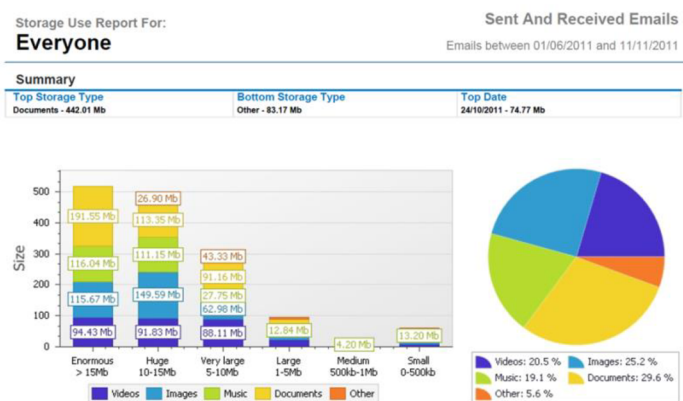 Storage Use Report For:
Everyone
Sent And Received Emails
Emails between 01/06/2011 and 11/11/2011
Summary
Top Storage Type
Documents - 442.01 Mb
Bottom Storage Type
Other - 83.17 Mb
Top Date
24/10/2011 - 74.77 Mb
Size
500
400
300
200
100
0
191.55 Mb
116.04 Mb
115.67 Mb
94.43 Mb
26.90 Mb
113.35 Mb
111.15 Mb
149.59 Mb
91.83 Mb
43.33 Mb
91.16 Mb
27.75 Mb
62.98 Mb
88.11 Mb
12.84 Mb
4.20 Mb
13.20 Mb
Enormous
> 15Mb
Huge
10-15Mb
Very large
5-10Mb
Large
1-5Mb
Medium
500kb-1Mb
Small
0-500kb
Videos Images Music Documents Other
Videos: 20.5 % Images: 25.2 %
Music: 19.1 % Documents: 29.6 %
Other: 5.6 %